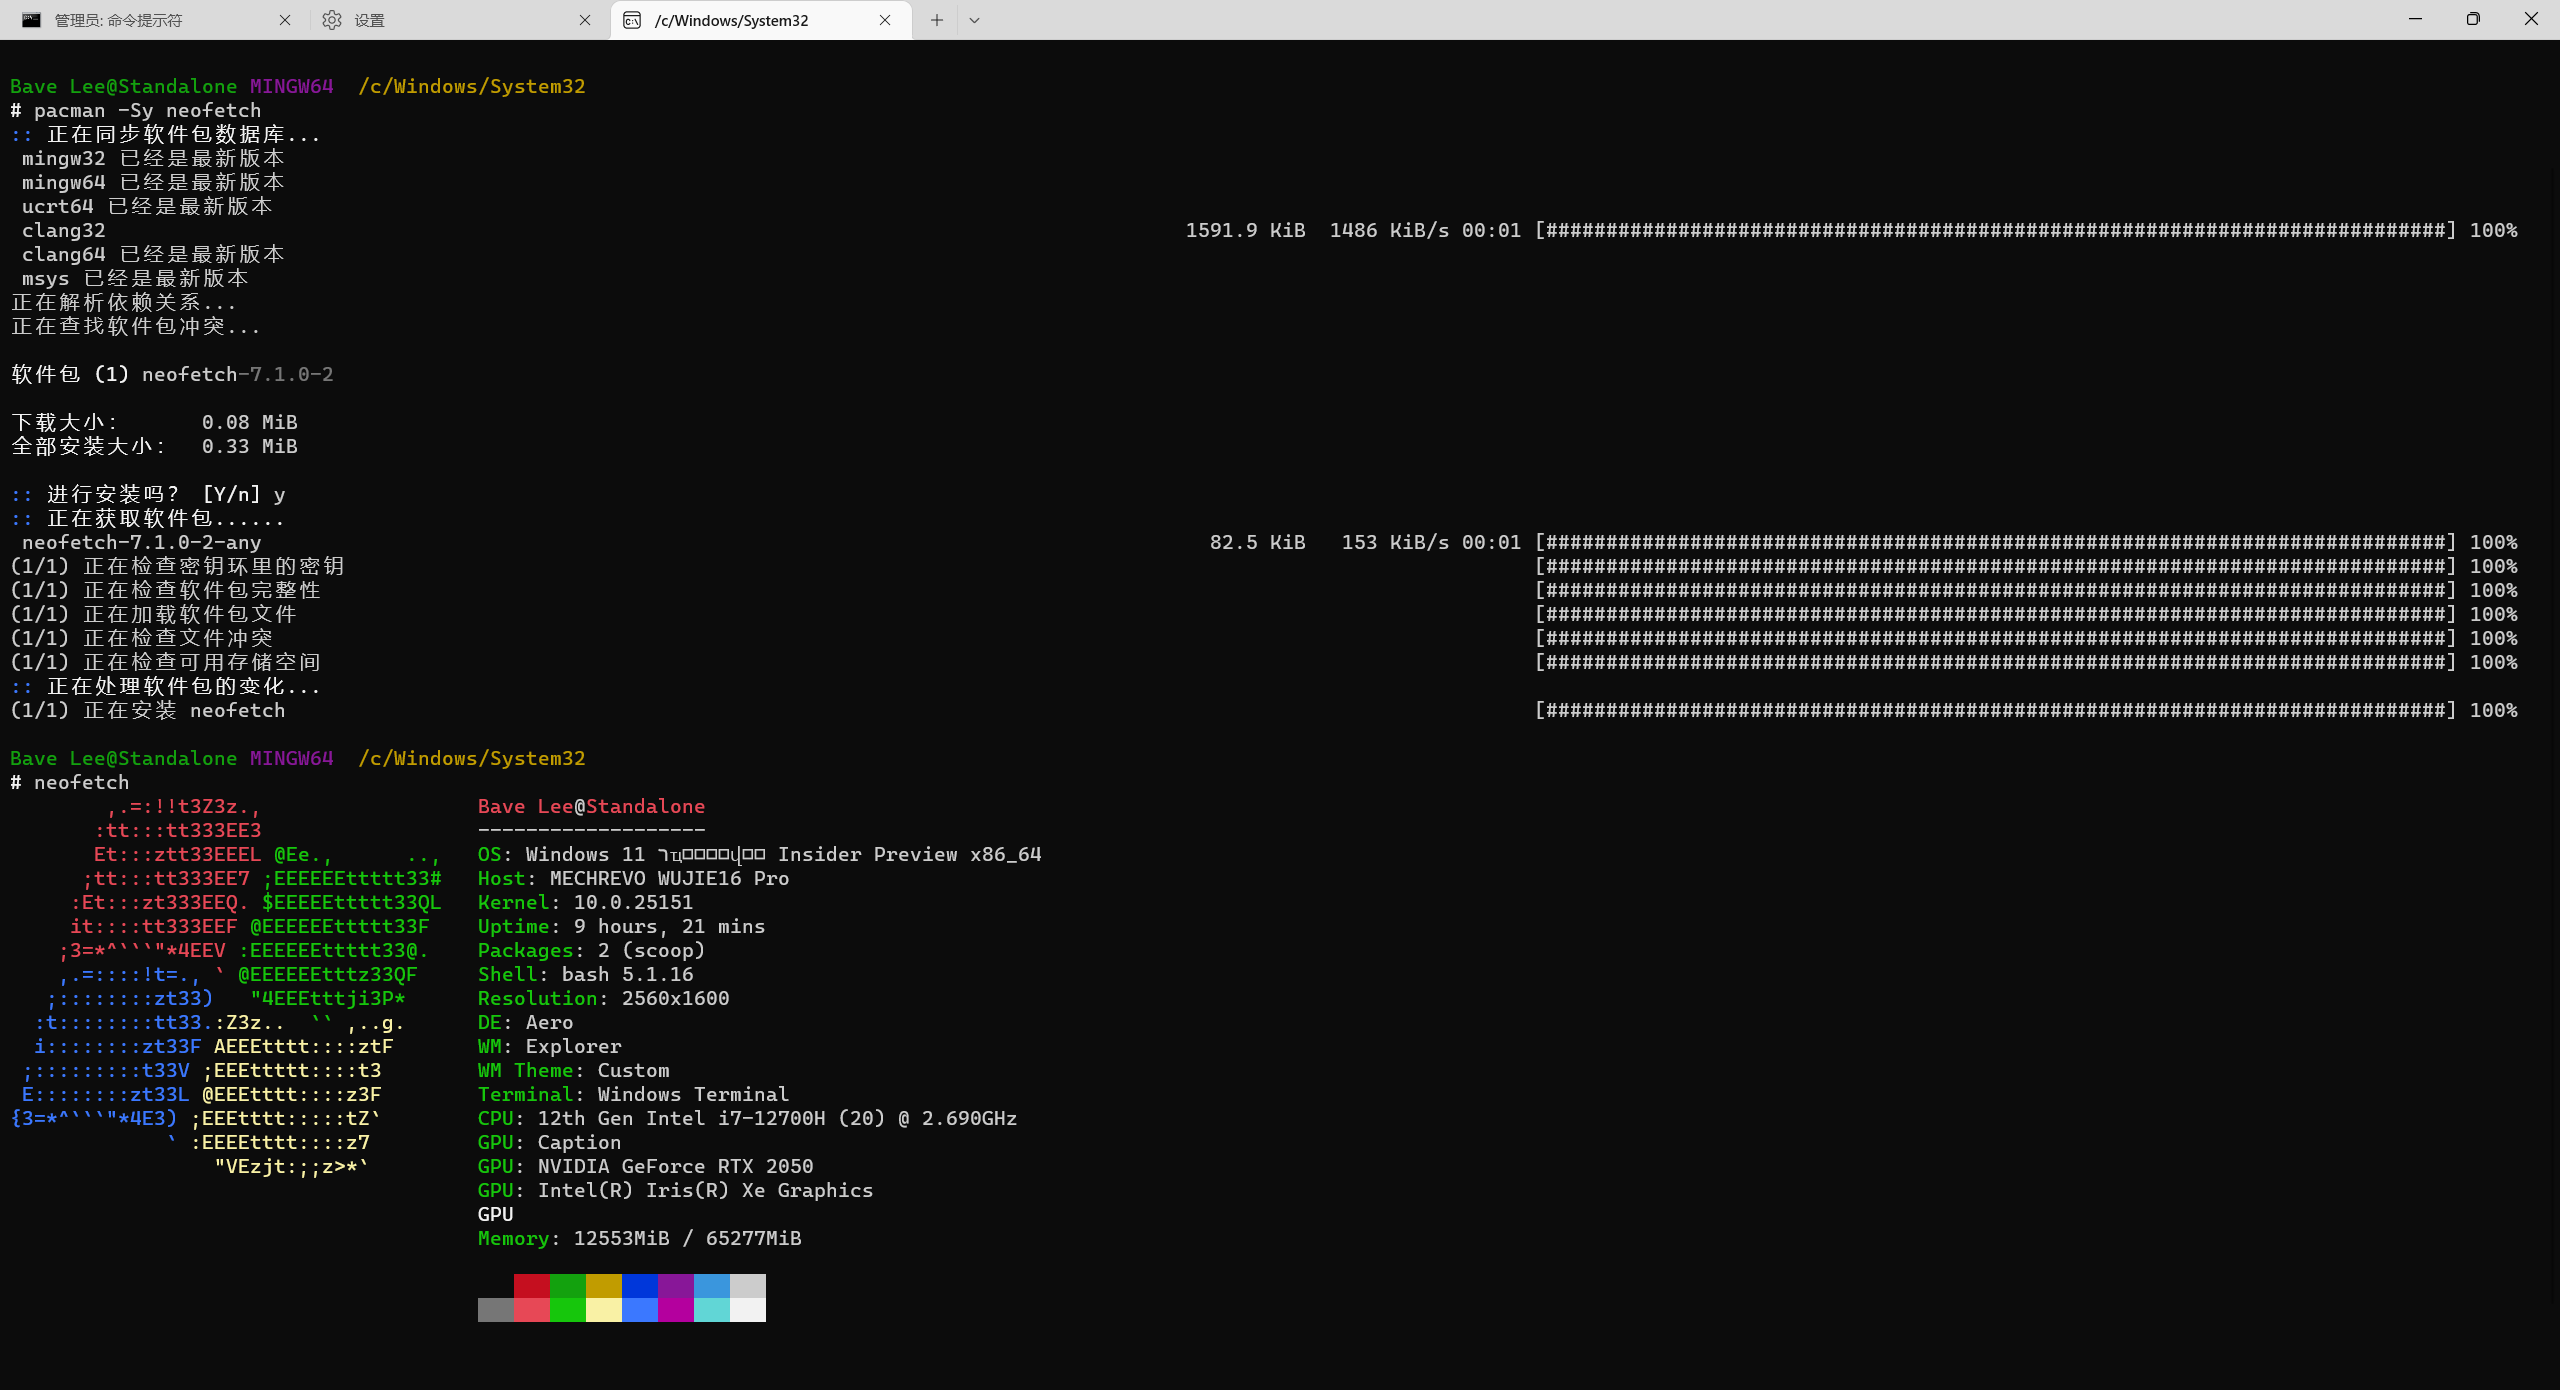 管理员: 命令提示符
设置
/c/Windows/System32
Bave Lee@Standalone MINGW64 /c/Windows/System32
# pacman -Sy neofetch
:: 正在同步软件包数据库...
mingw32 已经是最新版本
mingw64 已经是最新版本
ucrt64 已经是最新版本
clang32 1591.9 KiB 1486 KiB/s 00:01 [###########################################################################] 100%
clang64 已经是最新版本
msys 已经是最新版本
正在解析依赖关系...
正在查找软件包冲突...
软件包 (1) neofetch-7.1.0-2
下载大小: 0.08 MiB
全部安装大小: 0.33 MiB
:: 进行安装吗? [Y/n] y
:: 正在获取软件包......
neofetch-7.1.0-2-any 82.5 KiB 153 KiB/s 00:01 [###########################################################################] 100%
(1/1) 正在检查密钥环里的密钥 [###########################################################################] 100%
(1/1) 正在检查软件包完整性 [###########################################################################] 100%
(1/1) 正在加载软件包文件 [###########################################################################] 100%
(1/1) 正在检查文件冲突 [###########################################################################] 100%
(1/1) 正在检查可用存储空间 [###########################################################################] 100%
:: 正在处理软件包的变化...
(1/1) 正在安装 neofetch [###########################################################################] 100%
Bave Lee@Standalone MINGW64 /c/Windows/System32
# neofetch
,.=:!!t3Z3z., Bave Lee@Standalone
:tt:::tt333EE3 -------------------
Et:::ztt33EEEL @Ee., .., OS: Windows 11 Insider Preview x86_64
;tt:::tt333EE7 ;EEEEEEttttt33# Host: MECHREVO WUJIE16 Pro
:Et:::zt333EEQ. $EEEEEttttt33QL Kernel: 10.0.25151
it::::tt333EEF @EEEEEEttttt33F Uptime: 9 hours, 21 mins
;3=*^```"*4EEV :EEEEEEttttt33@. Packages: 2 (scoop)
,.=::::!t=., ` @EEEEEEtttz33QF Shell: bash 5.1.16
;::::::::zt33) "4EEEtttji3P* Resolution: 2560x1600
:t::::::::tt33.:Z3z.. `` ,..g. DE: Aero
i::::::::zt33F AEEEtttt::::ztF WM: Explorer
;:::::::::t33V ;EEEttttt::::t3 WM Theme: Custom
E::::::::zt33L @EEEtttt::::z3F Terminal: Windows Terminal
{3=*^```"*4E3) ;EEEtttt:::::tZ` CPU: 12th Gen Intel i7-12700H (20) @ 2.690GHz
` :EEEEtttt::::z7 GPU: Caption
"VEzjt:;;z>*` GPU: NVIDIA GeForce RTX 2050
GPU: Intel(R) Iris(R) Xe Graphics
GPU
Memory: 12553MiB / 65277MiB